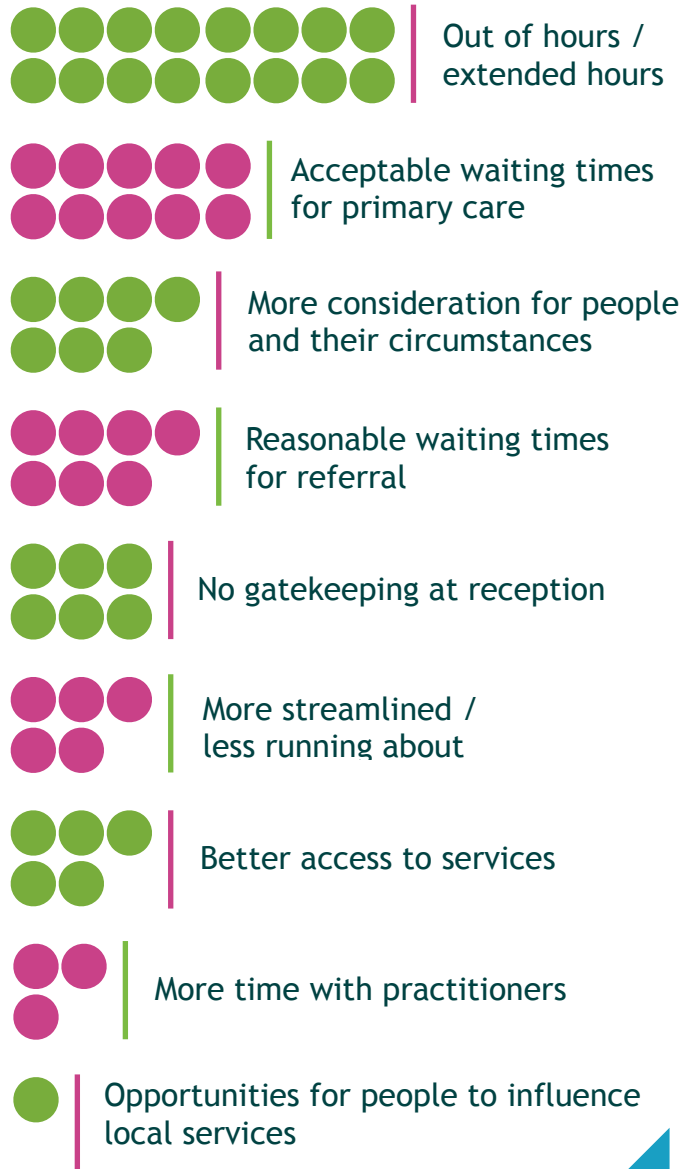 Out of hours /
extended hours
Acceptable waiting times
for primary care
More consideration for people
and their circumstances
Reasonable waiting times
for referral
No gatekeeping at reception
More streamlined /
less running about
Better access to services
More time with practitioners
Opportunities for people to influence
local services